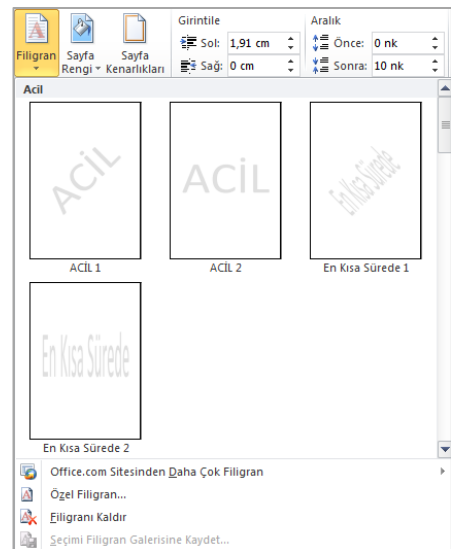 Girintile Aralık
Filigran Sayfa Rengi Sayfa Kenarlıkları
Sol: 1,91 cm Önce: 0 nk
Sağ: 0 cm Sonra: 10 nk
Acil
ACİL ACİL En Kısa Sürede
ACİL 1 ACİL 2 En Kısa Sürede 1
En Kısa Sürede
En Kısa Sürede 2
Office.com Sitesinden Daha Çok Filigran
Özel Filigran...
Filigranı Kaldır
Seçimi Filigran Galerisine Kaydet...